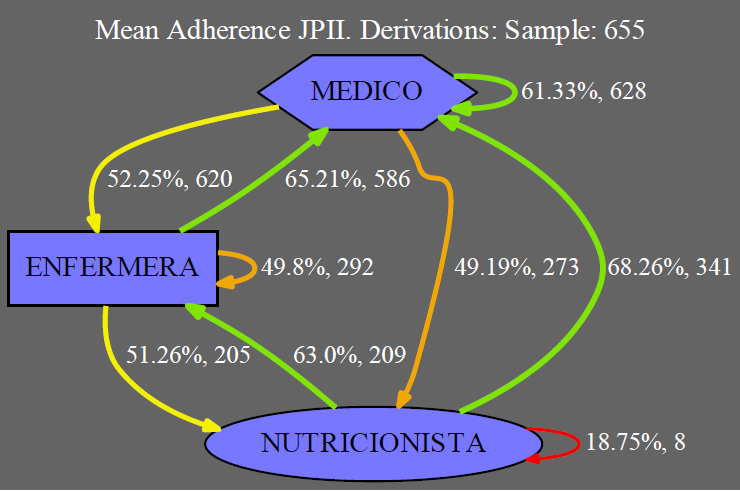 Mean Adherence JPII. Derivations: Sample: 655
MEDICO
61.33%, 628
52.25%, 620
65.21%, 586
ENFERMERA
49.8%, 292
49.19%, 273
68.26%, 341
51.26%, 205
63.0%, 209
NUTRICIONISTA
18.75%, 8